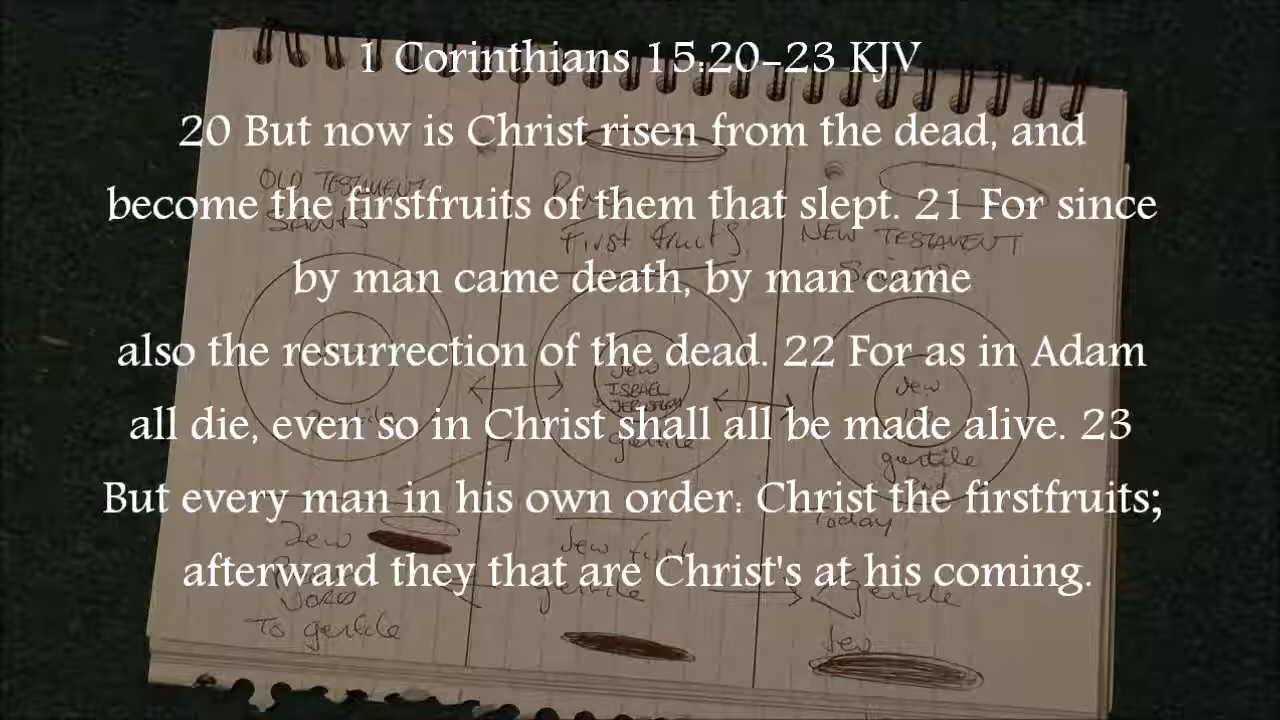 1 Corinthians 15:20-23 KJV
20 But now is Christ risen from the dead, and
become the firstfruits of them that slept. 21 For since
by man came death, by man came
also the resurrection of the dead. 22 For as in Adam
all die, even so in Christ shall all be made alive. 23
But every man in his own order: Christ the firstfruits;
afterward they that are Christ's at his coming.
OLD TESTAMENT
SAINTS
Jew
To gentile
First fruits
Jew
ISRAEL
gentile
Jew first
gentile
NEW TESTAMENT
Jew
gentile
Today
gentile
Jew